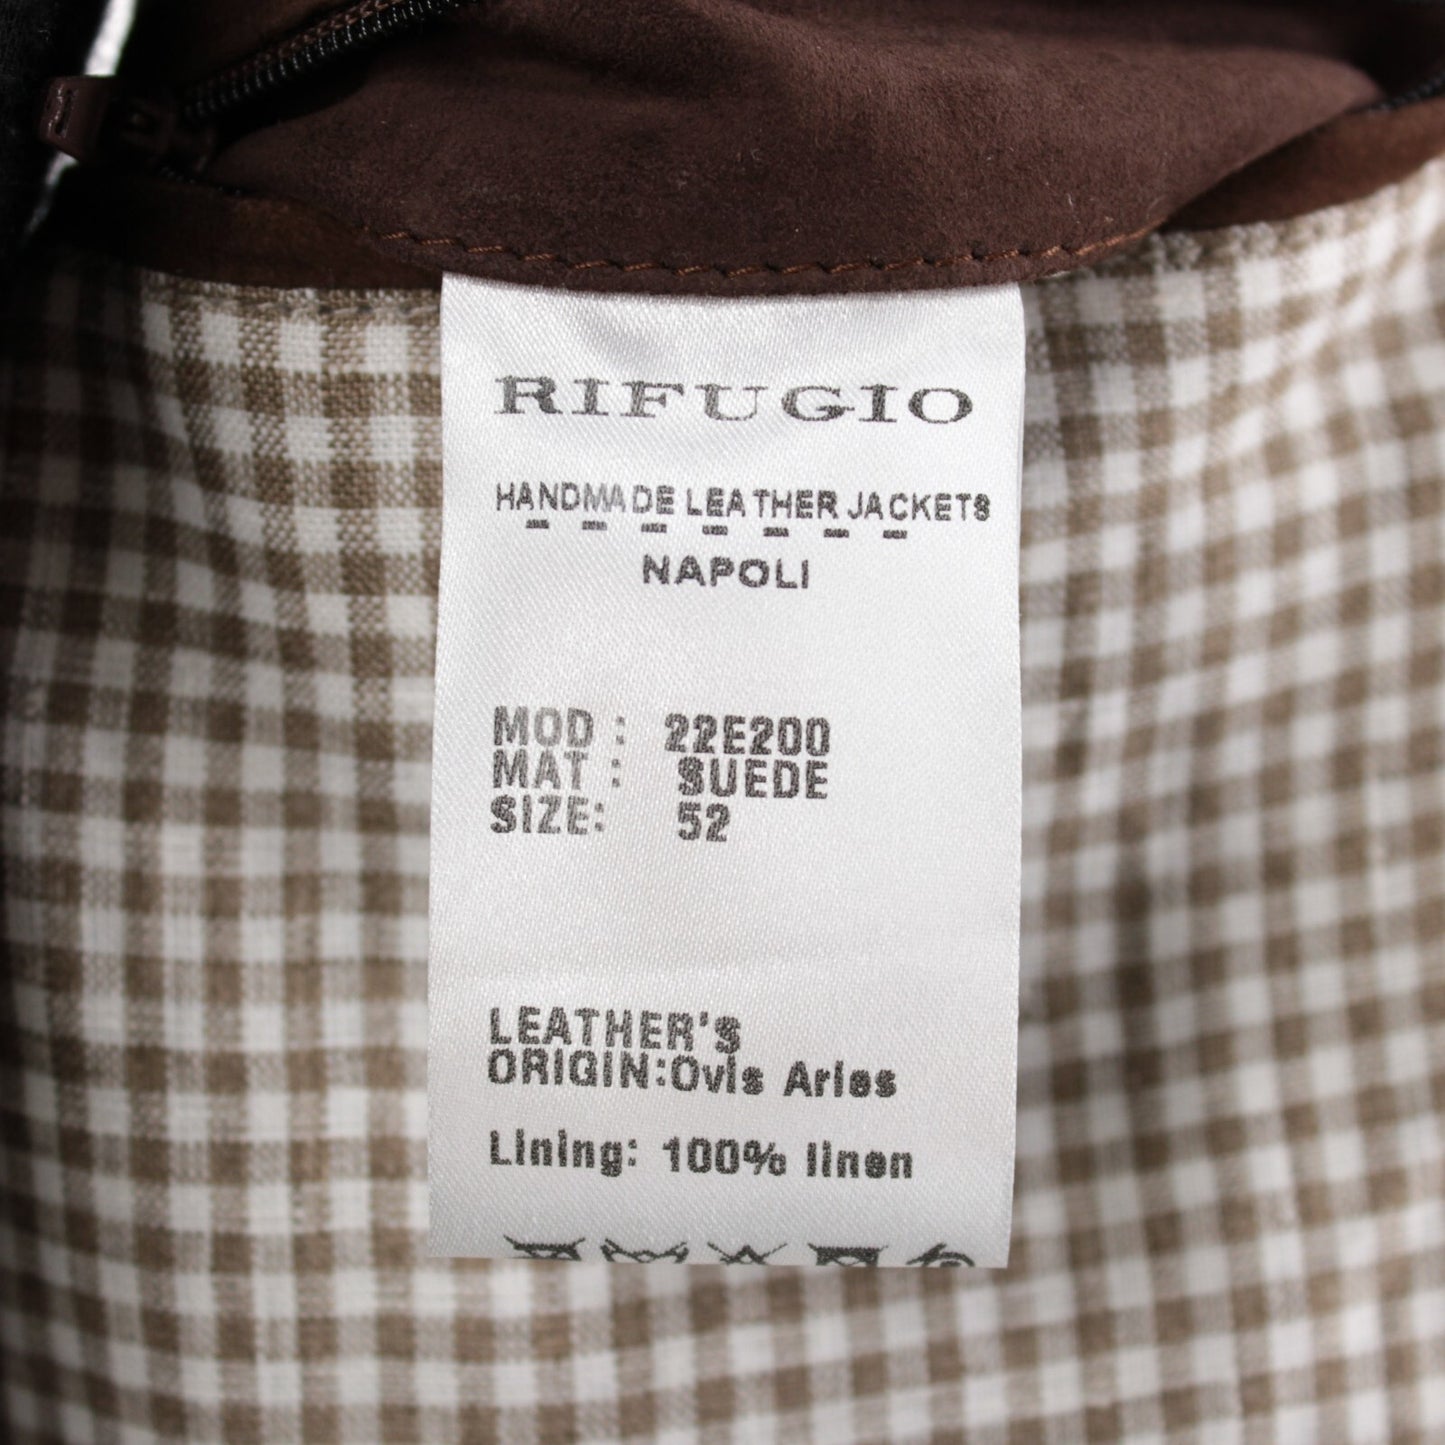 RIFUGIO
HANDMADE LEATHER JACKETS
NAPOLI
MOD : 22E200
MAT : SUEDE
SIZE: 52
LEATHER'S
ORIGIN:Ovis Aries
Lining: 100% linen